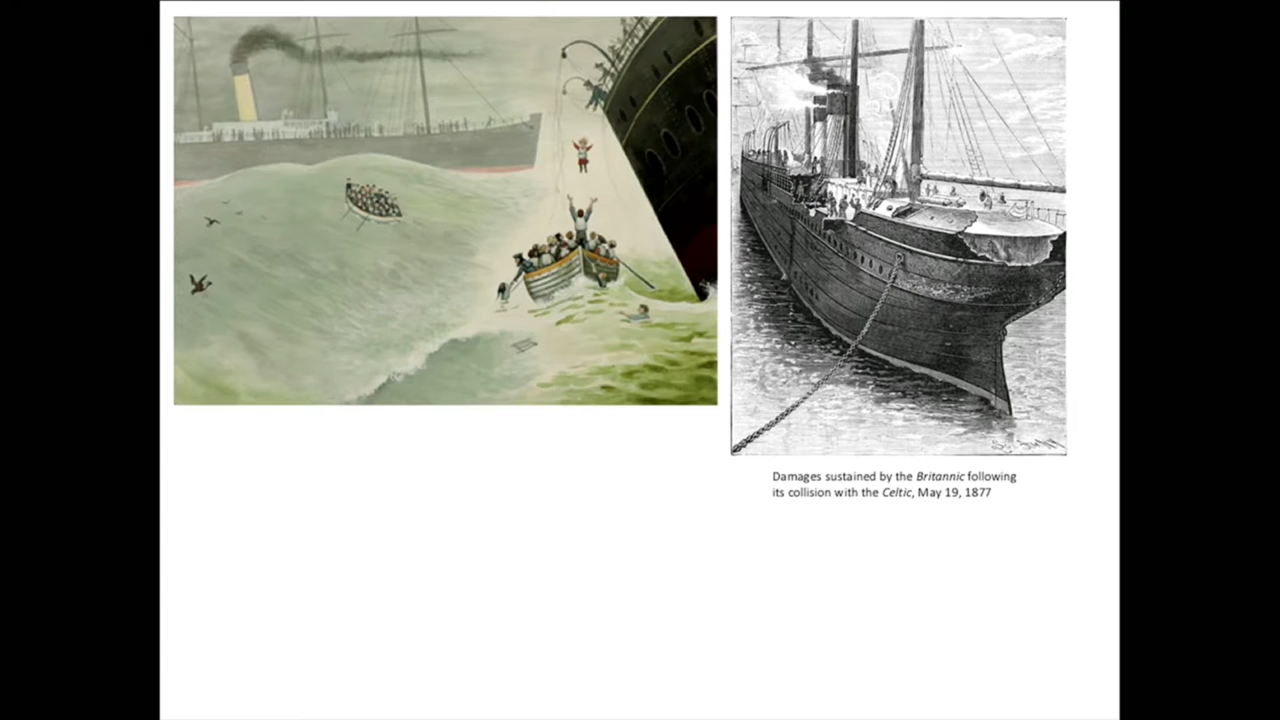 Damages sustained by the Britannic following
its collision with the Celtic, May 19, 1877